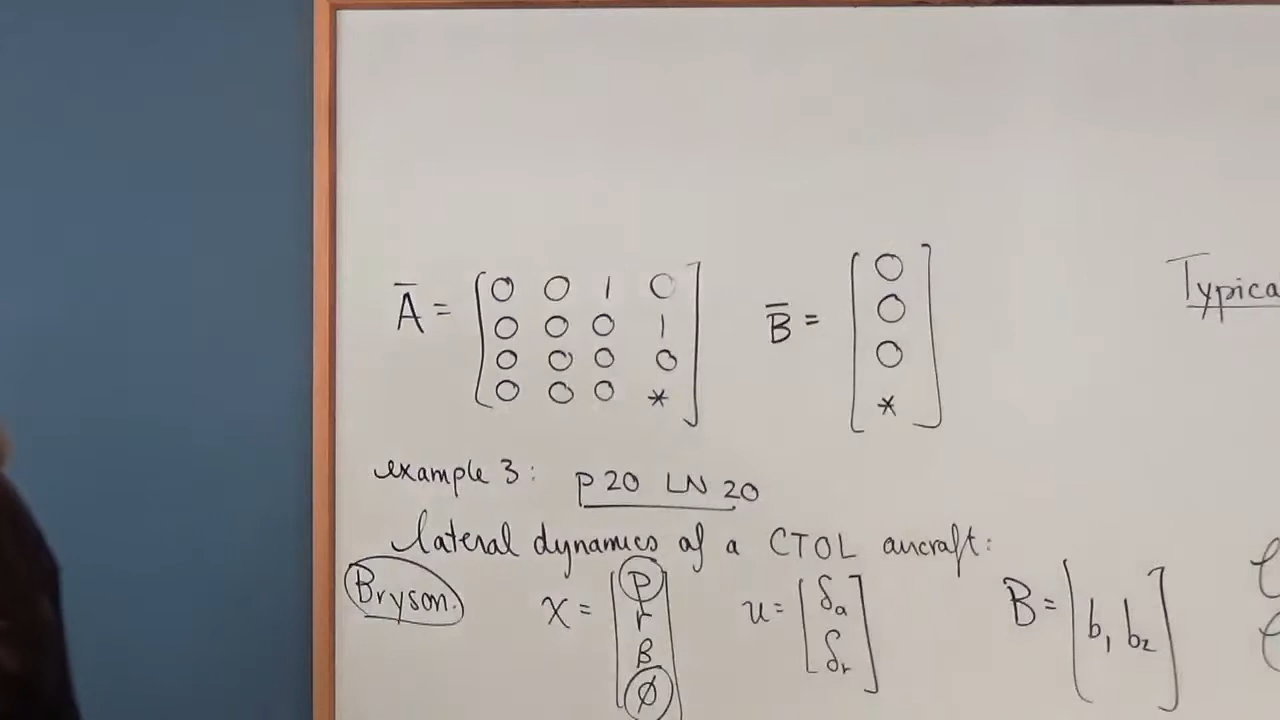 A̅ = [0 0 1 0
0 0 0 1
0 0 0 0
0 0 0 *]
B̅ = [0
0
0
*]
Typica
example 3: P20 LN 20
lateral dynamics of a CTOL aircraft:
Bryson.
x = [P
r
β
ϕ]
u = [δa
δr]
B = [b₁ b₂]